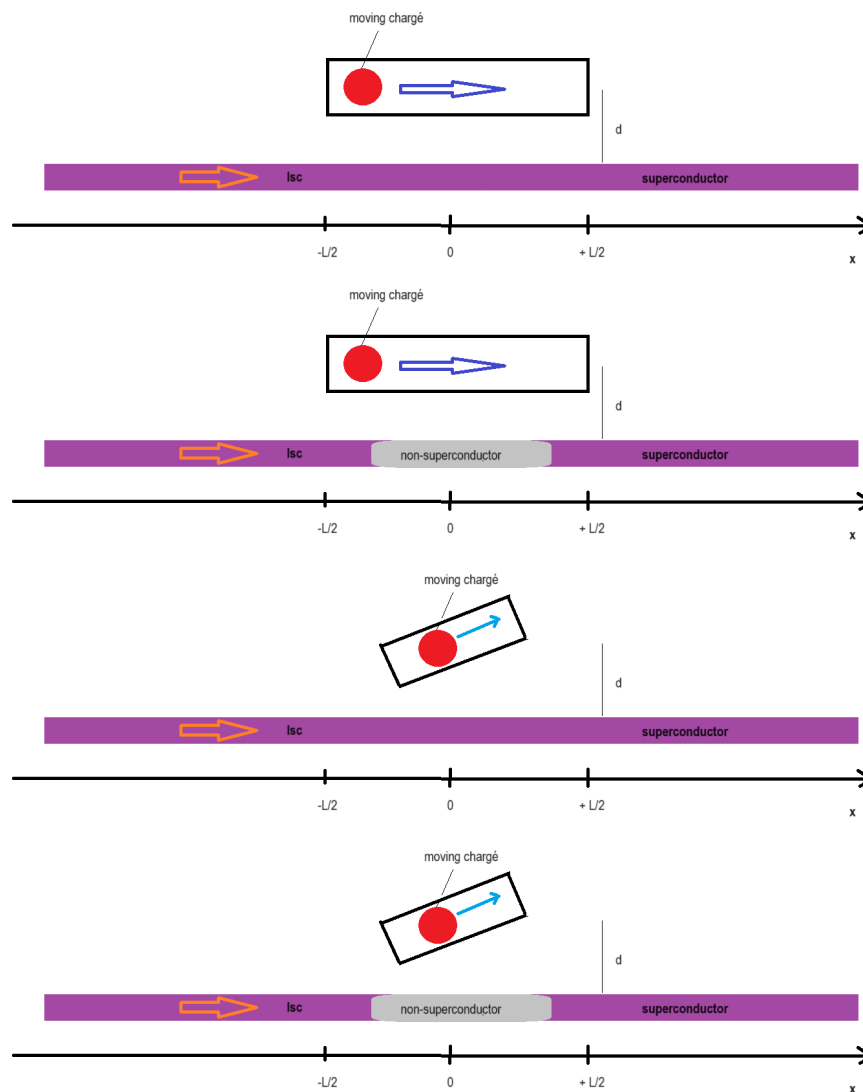 moving chargé
d
Isc superconductor
-L/2 0 + L/2
x
moving chargé
d
Isc non-superconductor superconductor
-L/2 0 + L/2
x
moving chargé
d
Isc superconductor
-L/2 0 + L/2
x
moving chargé
d
Isc non-superconductor superconductor
-L/2 0 + L/2
x